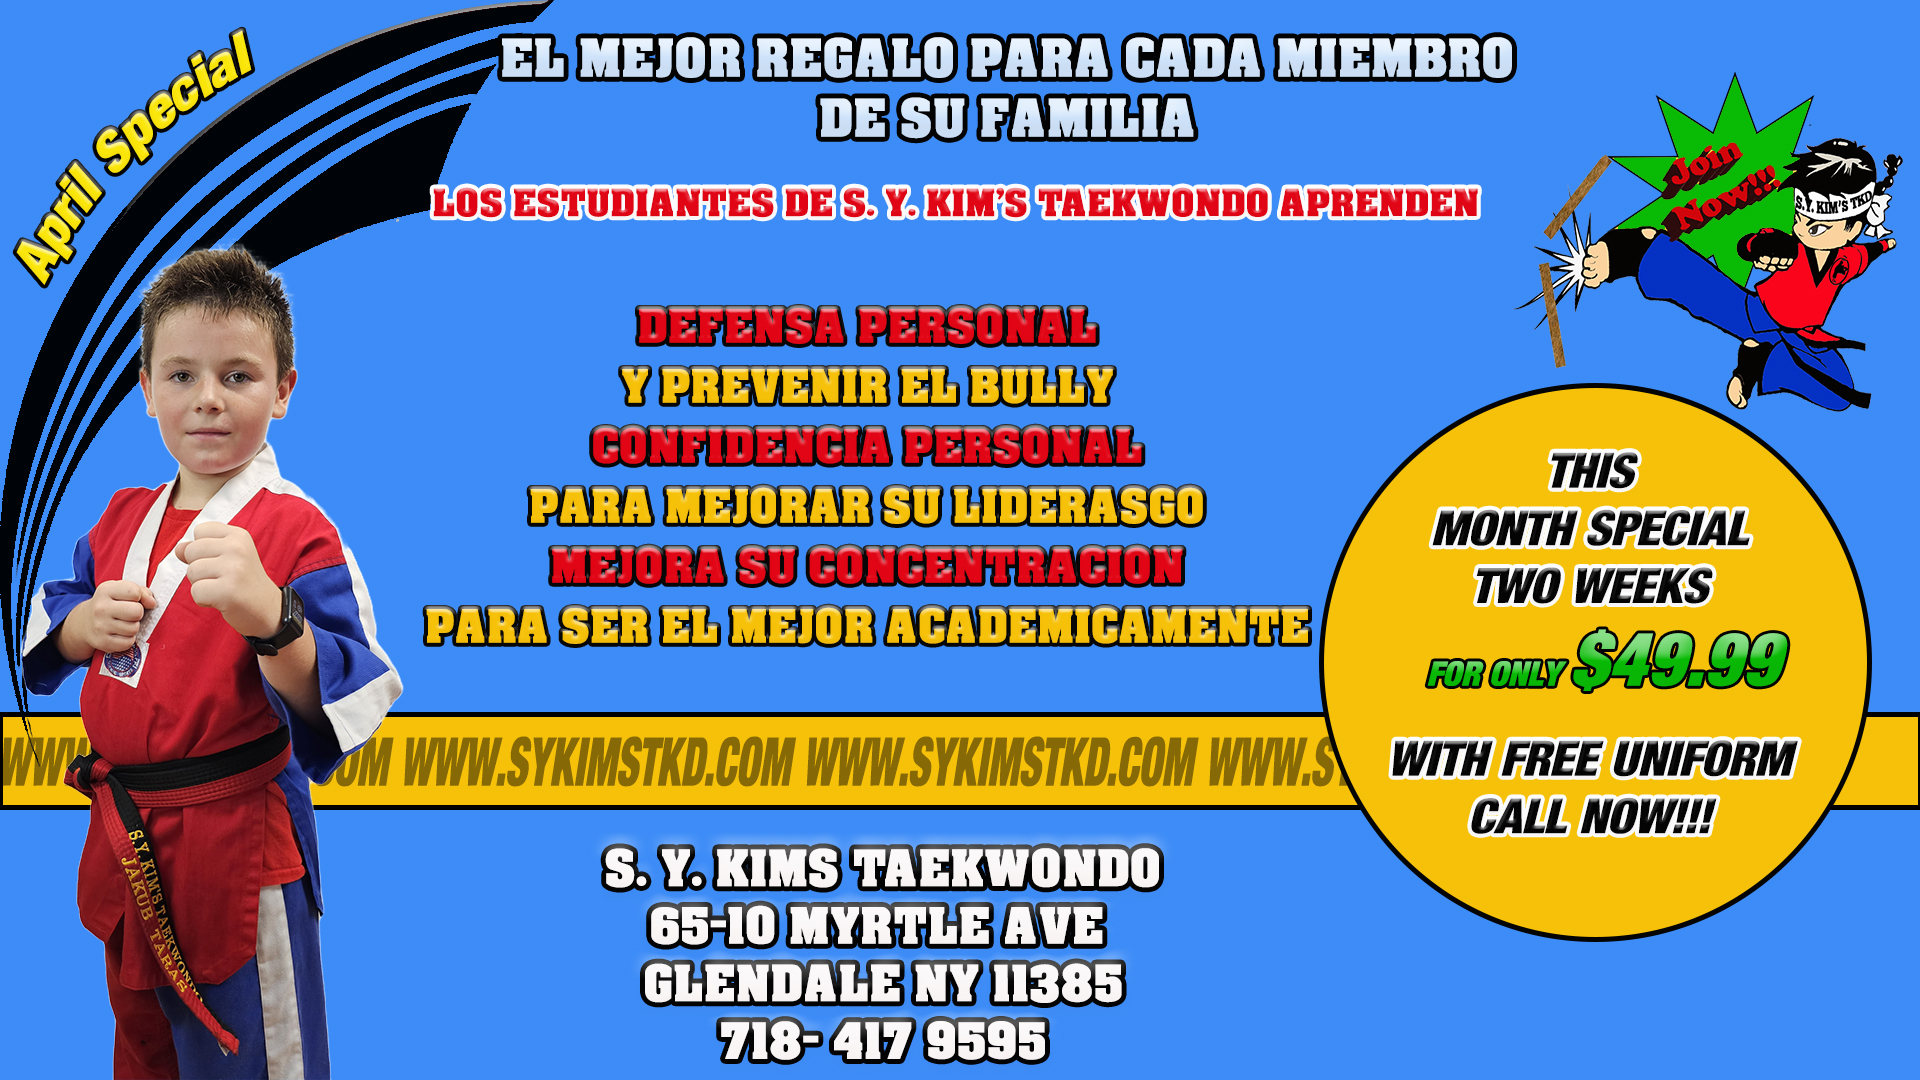 April Special
EL MEJOR REGALO PARA CADA MIEMBRO
DE SU FAMILIA
LOS ESTUDIANTES DE S. Y. KIM'S TAEKWONDO APRENDEN
Join
Now!!!
S. Y. KIM'S TKD
DEFENSA PERSONAL
Y PREVENIR EL BULLY
CONFIDENCIA PERSONAL
PARA MEJORAR SU LIDERASGO
MEJORA SU CONCENTRACION
PARA SER EL MEJOR ACADEMICAMENTE
THIS
MONTH SPECIAL
TWO WEEKS
FOR ONLY $49.99
WITH FREE UNIFORM
CALL NOW!!!
WWW OM WWW.SYKIMSTKD.COM WWW.SYKIMSTKD.COM WWW.SY
S.Y. KIM'S TAEKWONDO
JAKUB TARAS
S. Y. KIMS TAEKWONDO
65-10 MYRTLE AVE
GLENDALE NY 11385
718- 417 9595